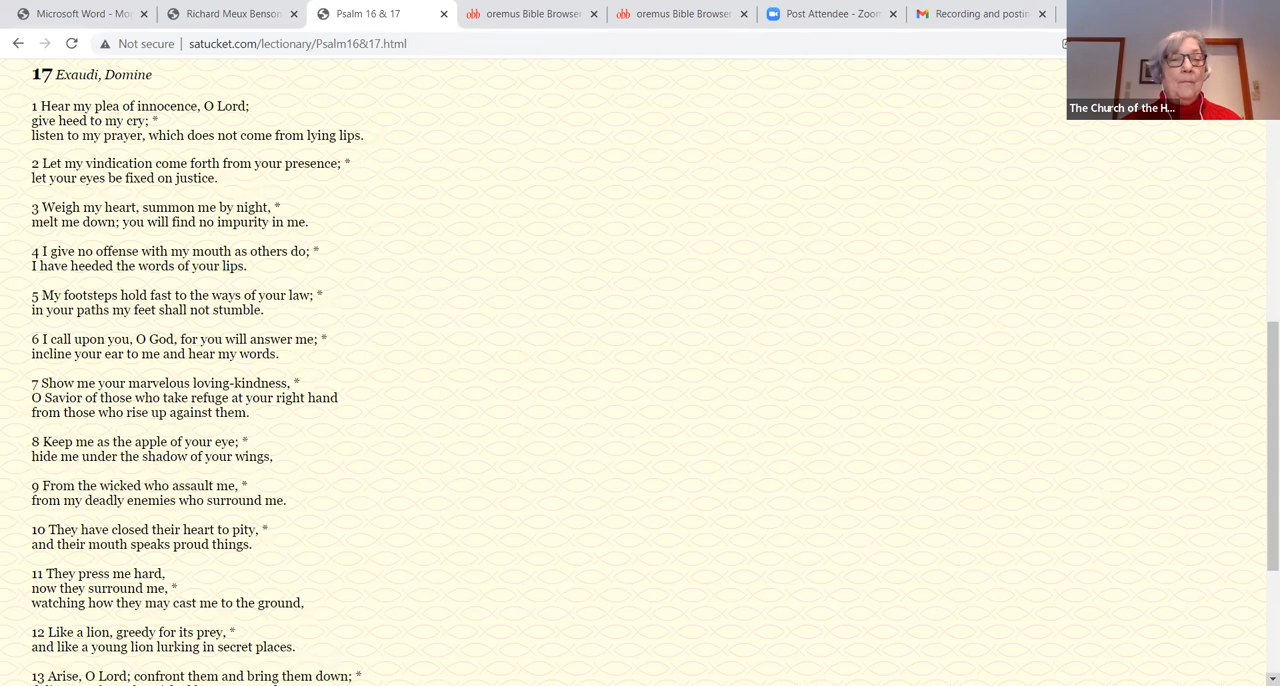 Microsoft Word - Mor
Richard Meux Benson
Psalm 16 & 17
obb oremus Bible Browser
obb oremus Bible Browser
Post Attendee - Zoom
Recording and postin
Not secure | satucket.com/lectionary/Psalm16&17.html
The Church of the H...
17 Exaudi, Domine
1 Hear my plea of innocence, O Lord;
give heed to my cry; *
listen to my prayer, which does not come from lying lips.
2 Let my vindication come forth from your presence; *
let your eyes be fixed on justice.
3 Weigh my heart, summon me by night, *
melt me down; you will find no impurity in me.
4 I give no offense with my mouth as others do; *
I have heeded the words of your lips.
5 My footsteps hold fast to the ways of your law; *
in your paths my feet shall not stumble.
6 I call upon you, O God, for you will answer me; *
incline your ear to me and hear my words.
7 Show me your marvelous loving-kindness, *
O Savior of those who take refuge at your right hand
from those who rise up against them.
8 Keep me as the apple of your eye; *
hide me under the shadow of your wings,
9 From the wicked who assault me, *
from my deadly enemies who surround me.
10 They have closed their heart to pity, *
and their mouth speaks proud things.
11 They press me hard,
now they surround me, *
watching how they may cast me to the ground,
12 Like a lion, greedy for its prey, *
and like a young lion lurking in secret places.
13 Arise, O Lord; confront them and bring them down; *